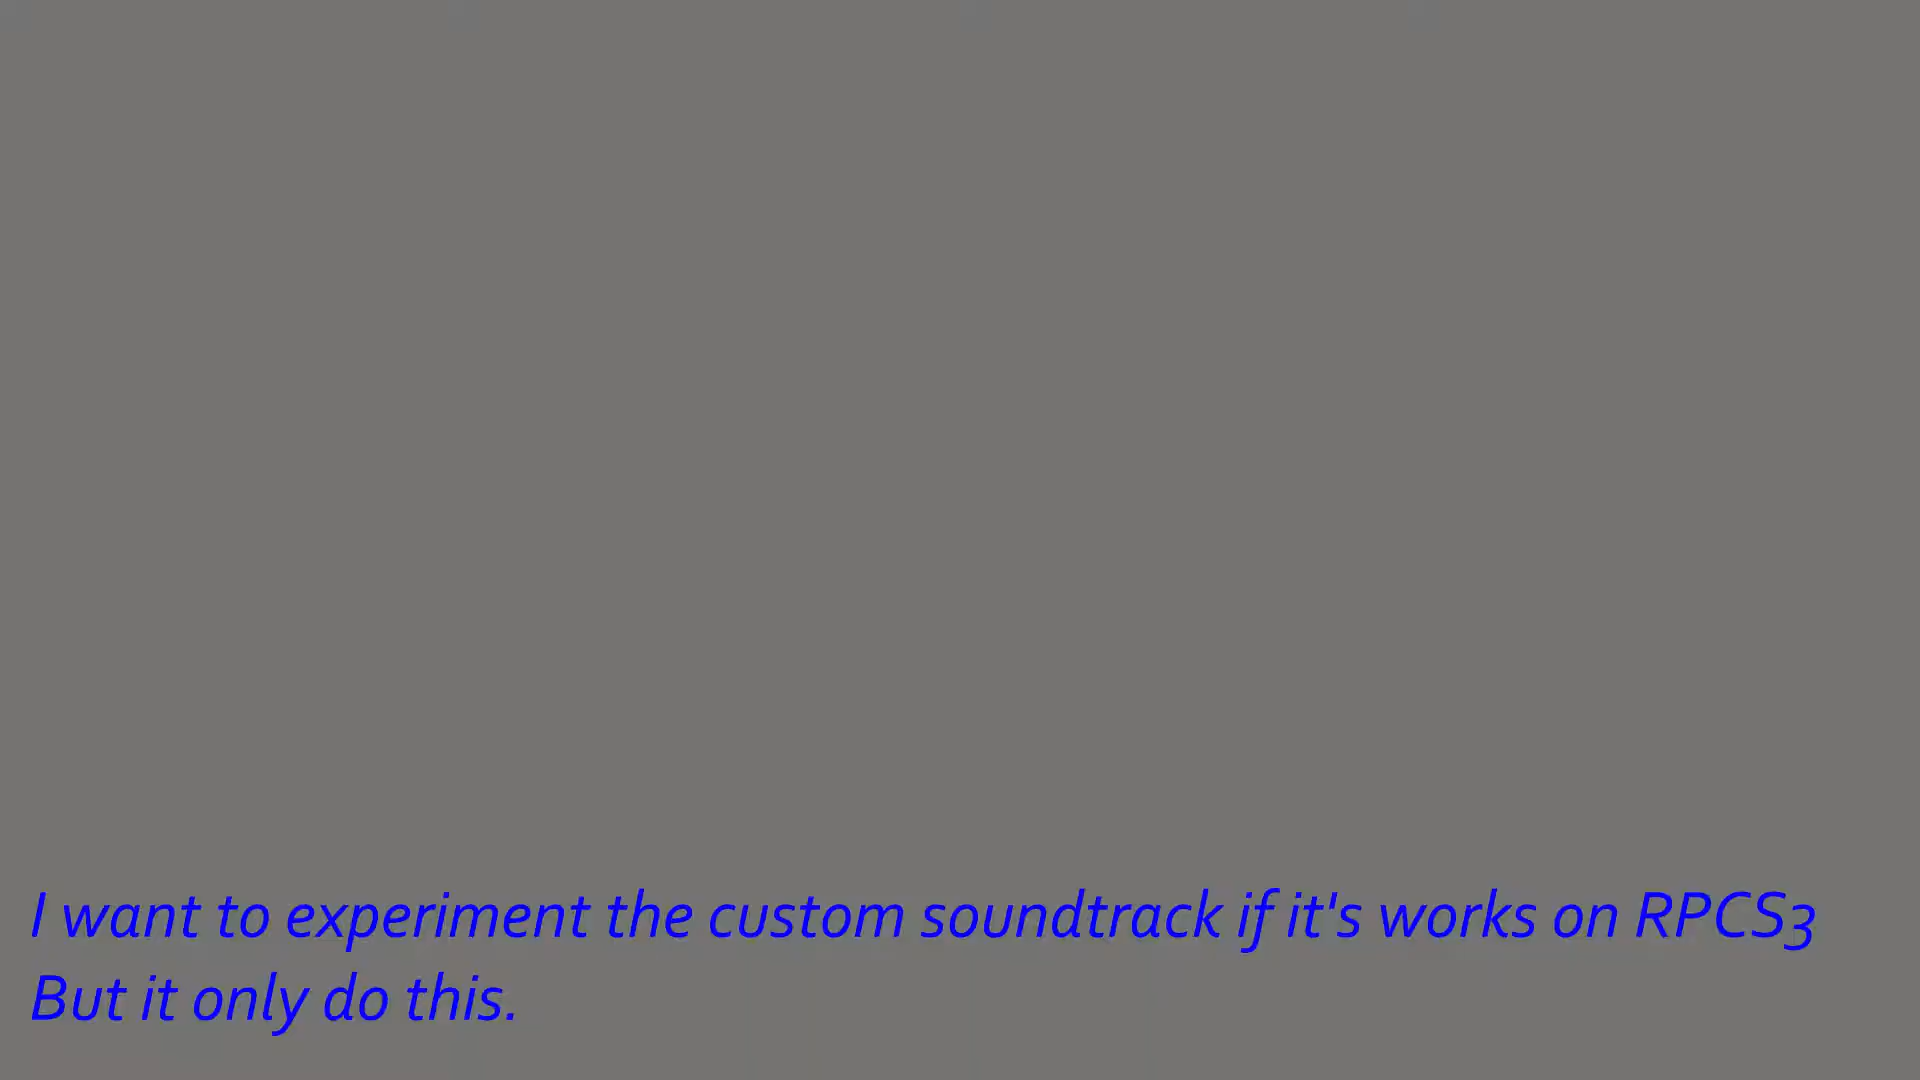 I want to experiment the custom soundtrack if it's works on RPCS3
But it only do this.